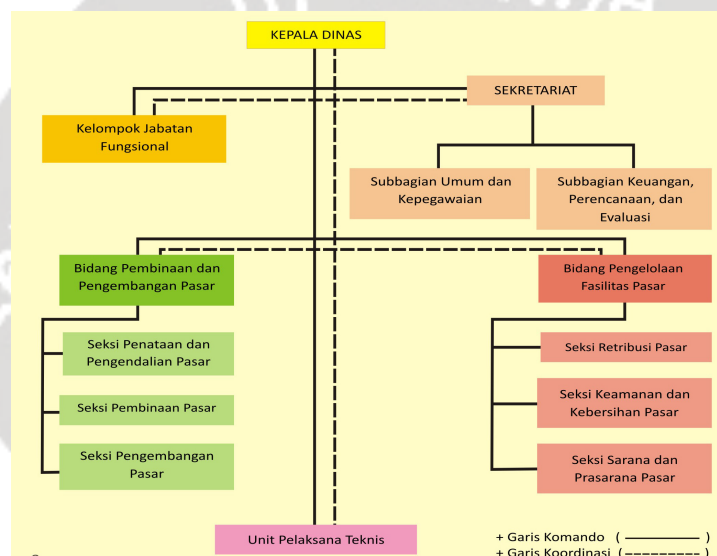 KEPALA DINAS
SEKRETARIAT
Kelompok Jabatan
Fungsional
Subbagian Umum dan
Kepegawaian
Subbagian Keuangan,
Perencanaan, dan
Evaluasi
Bidang Pembinaan dan
Pengembangan Pasar
Bidang Pengelolaan
Fasilitas Pasar
Seksi Penataan dan
Pengendalian Pasar
Seksi Pembinaan Pasar
Seksi Pengembangan
Pasar
Seksi Retribusi Pasar
Seksi Keamanan dan
Kebersihan Pasar
Seksi Sarana dan
Prasarana Pasar
Unit Pelaksana Teknis
+ Garis Komando ( )
+ Garis Koordinasi ( )